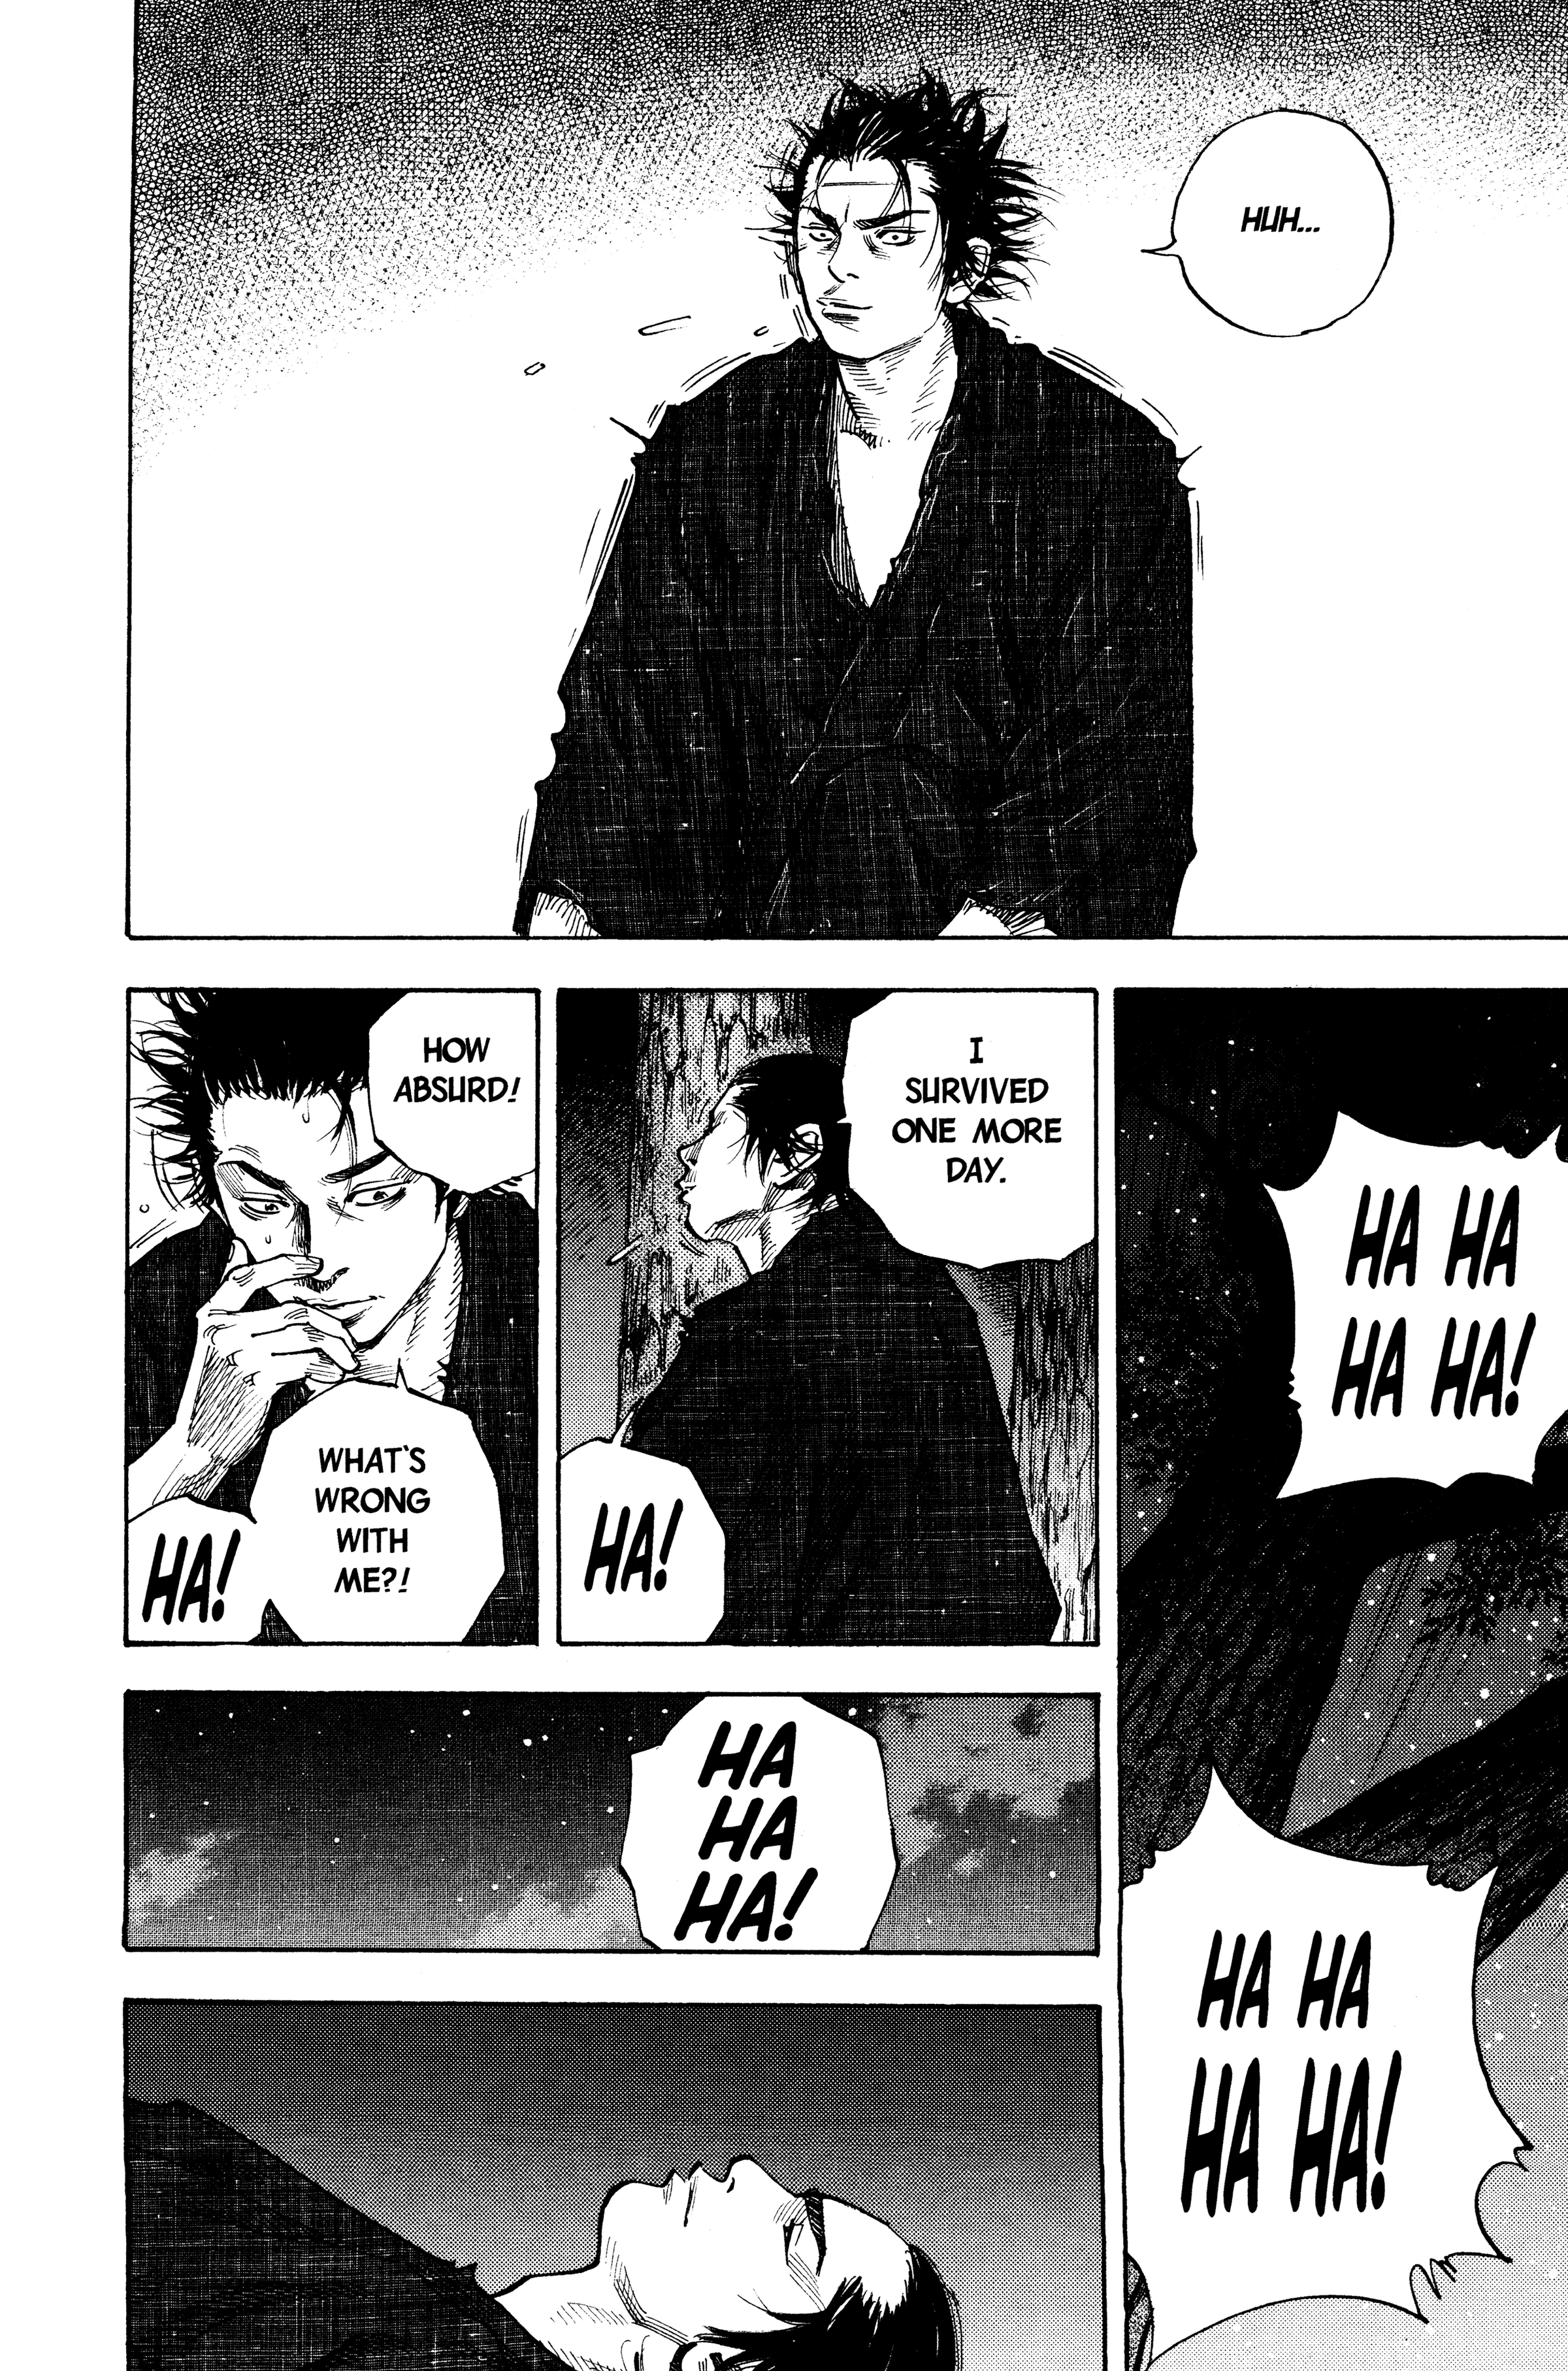 HUH...
HA HA
HA HA!
HA HA
HA HA!
I
SURVIVED
ONE MORE
DAY.
HA!
HOW
ABSURD!
WHAT'S
WRONG
WITH
ME?!
HA!
HA
HA
HA!